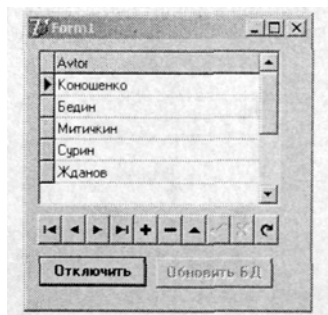 Form1
Avtor
Коношенко
Бедин
Митичкин
Сурин
Жданов
Отключить Обновить БД